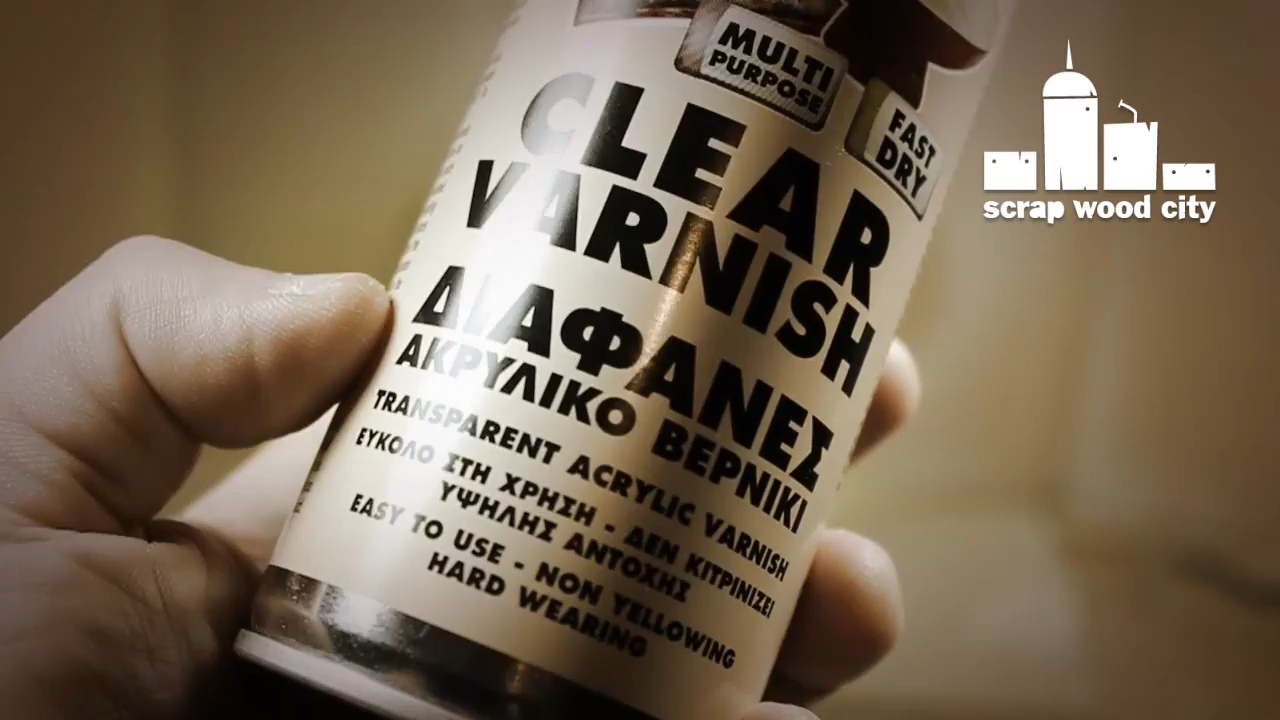 MULTI
PURPOSE
FAST
DRY
CLEAR
VARNISH
ΔΙΑΦΑΝΕΣ
ΑΚΡΥΛΙΚΟ ΒΕΡΝΙΚΙ
TRANSPARENT ACRYLIC VARNISH
ΕΥΚΟΛΟ ΣΤΗ ΧΡΗΣΗ - ΔΕΝ ΚΙΤΡΙΝΙΖΕΙ
ΥΨΗΛΗΣ ΑΝΤΟΧΗΣ
EASY TO USE - NON YELLOWING
HARD WEARING
scrap wood city